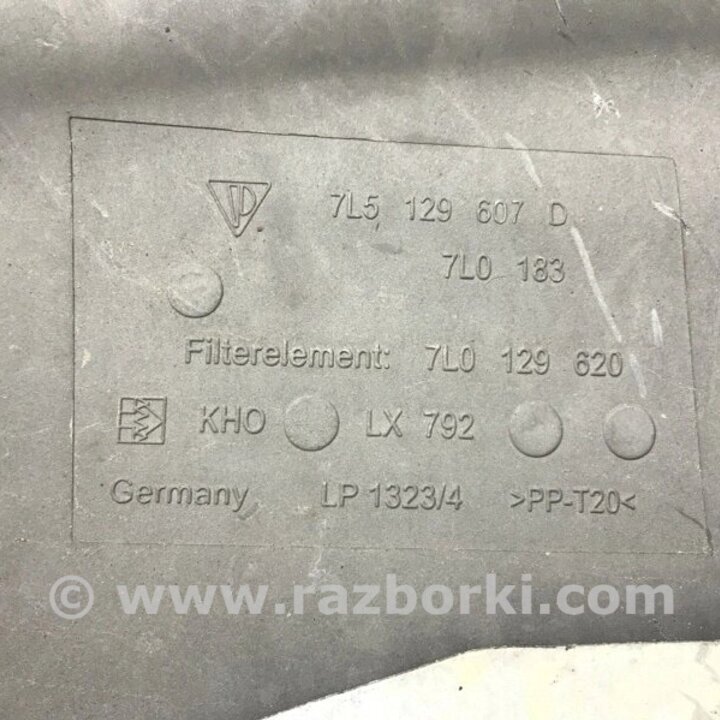 7L5 129 607 D
7L0 183
Filterelement: 7L0 129 620
KHO LX 792
Germany LP 1323/4 >PP-T20<
© www.razborki.com